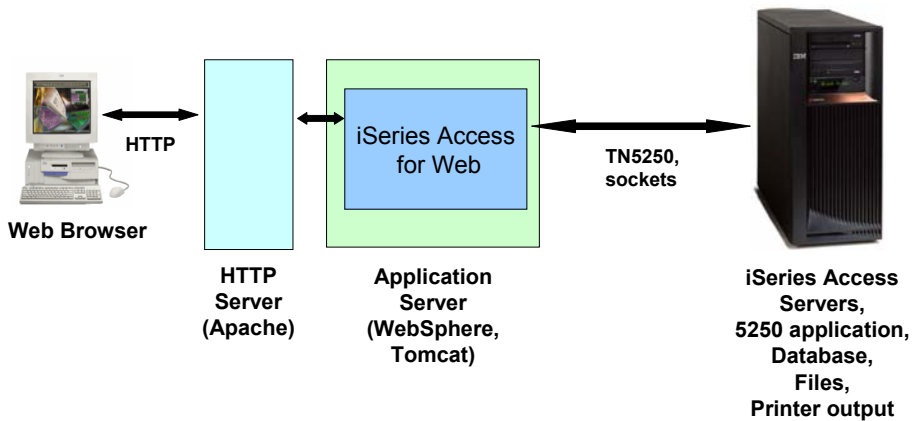 HTTP
Web Browser
HTTP
Server
(Apache)
iSeries Access
for Web
Application
Server
(WebSphere,
Tomcat)
TN5250,
sockets
IBM
iSeries Access
Servers,
5250 application,
Database,
Files,
Printer output